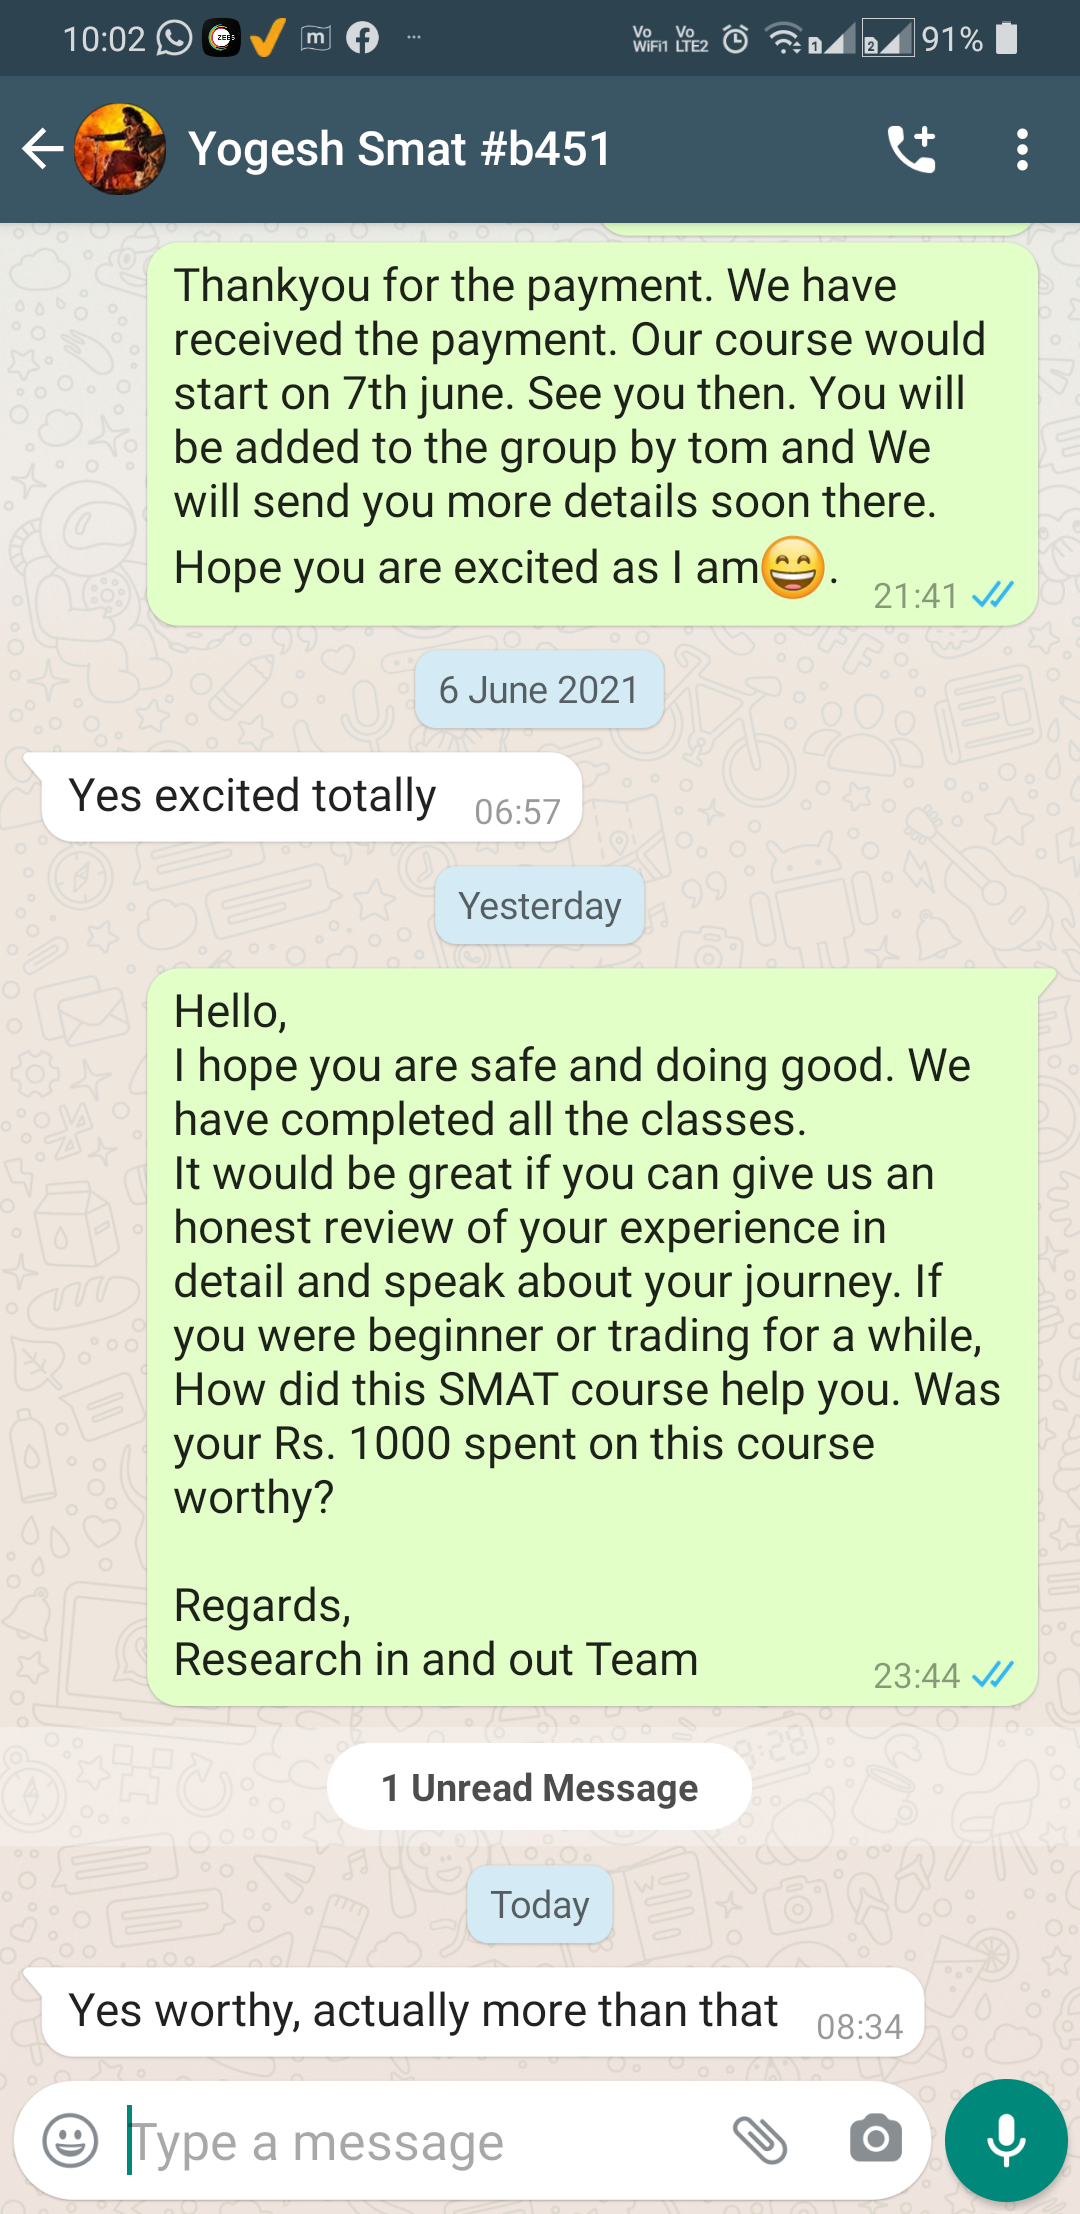 10:02 ZEE5 m ... Vo WiFi1 Vo LTE2 1 2 91%
Yogesh Smat #b451
Thankyou for the payment. We have
received the payment. Our course would
start on 7th june. See you then. You will
be added to the group by tom and We
will send you more details soon there.
Hope you are excited as I am😄.
21:41
6 June 2021
Yes excited totally
06:57
Yesterday
Hello,
I hope you are safe and doing good. We
have completed all the classes.
It would be great if you can give us an
honest review of your experience in
detail and speak about your journey. If
you were beginner or trading for a while,
How did this SMAT course help you. Was
your Rs. 1000 spent on this course
worthy?
Regards,
Research in and out Team
23:44
1 Unread Message
Today
Yes worthy, actually more than that
08:34
Type a message